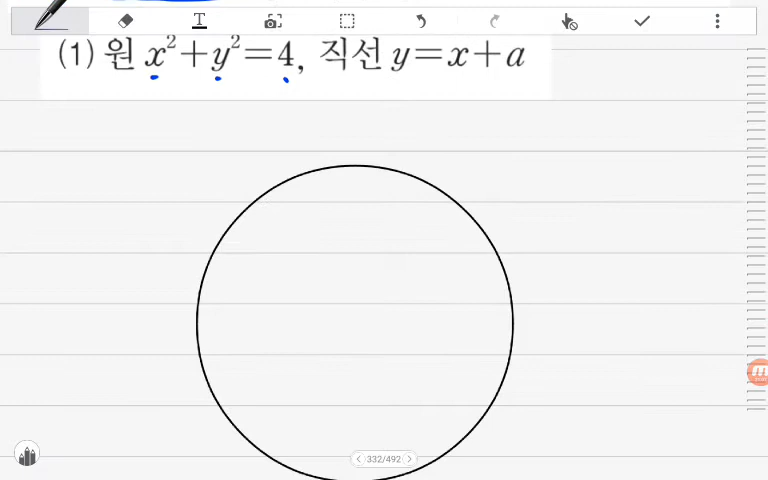 T
(1) 원 x²+y²=4, 직선 y=x+a
332/492